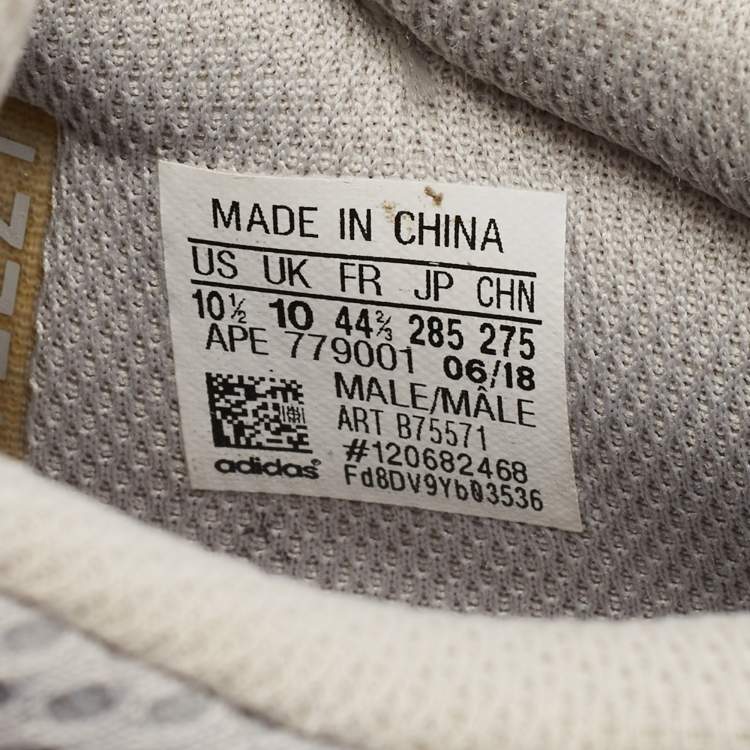 MADE IN CHINA
US UK FR JP CHN
10½ 10 44⅔ 285 275
APE 779001 06/18
MALE/MÂLE
ART B75571
#120682468
adidas®
Fd8DV9Yb03536